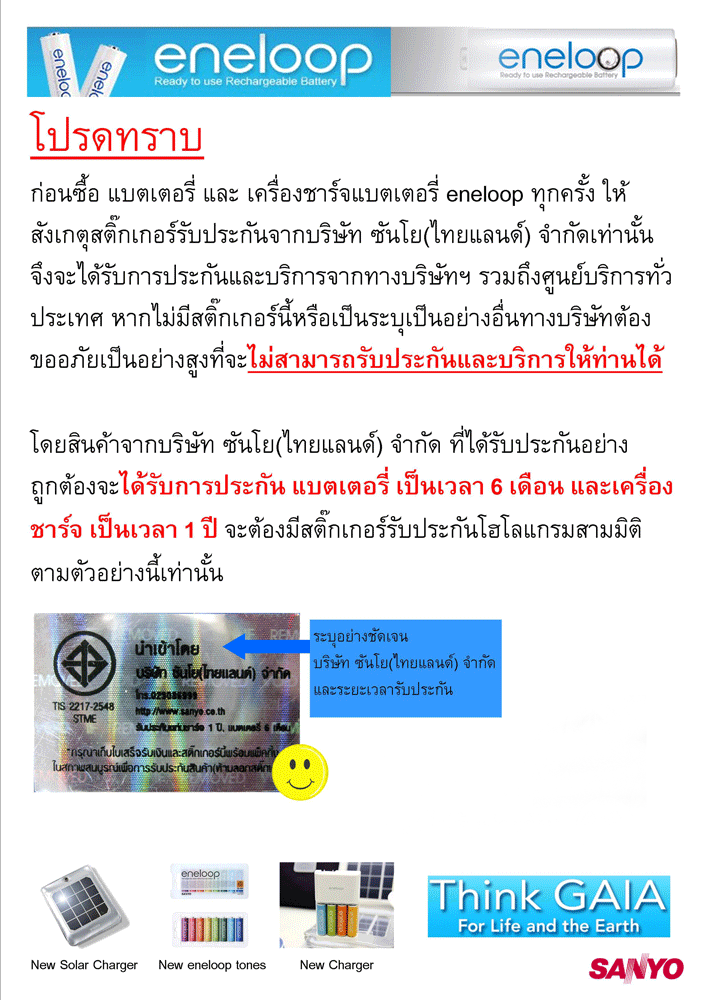 eneloop
Ready to use Rechargeable Battery
eneloop
Ready to use Rechargeable Battery
eneloop
eneloop
โปรดทราบ
ก่อนซื้อ แบตเตอรี่ และ เครื่องชาร์จแบตเตอรี่ eneloop ทุกครั้ง ให้
สังเกตุสติ๊กเกอร์รับประกันจากบริษัท ซันโย(ไทยแลนด์) จำกัดเท่านั้น
จึงจะได้รับการประกันและบริการจากทางบริษัทฯ รวมถึงศูนย์บริการทั่ว
ประเทศ หากไม่มีสติ๊กเกอร์นี้หรือเป็นระบุเป็นอย่างอื่นทางบริษัทต้อง
ขออภัยเป็นอย่างสูงที่จะไม่สามารถรับประกันและบริการให้ท่านได้
โดยสินค้าจากบริษัท ซันโย(ไทยแลนด์) จำกัด ที่ได้รับประกันอย่าง
ถูกต้องจะได้รับการประกัน แบตเตอรี่ เป็นเวลา 6 เดือน และเครื่อง
ชาร์จ เป็นเวลา 1 ปี จะต้องมีสติ๊กเกอร์รับประกันโฮโลแกรมสามมิติ
ตามตัวอย่างนี้เท่านั้น
นำเข้าโดย
บริษัท ซันโย(ไทยแลนด์) จำกัด
http://www.sanyo.co.th
รับประกันแท่นชาร์จ 1 ปี, แบตเตอรี่ 6 เดือน
TIS 2217-2548
STME
"กรุณาเก็บใบเสร็จรับเงินและสติ๊กเกอร์นี้พร้อมแพ็คกิ้ง
ในสภาพสมบูรณ์เพื่อการรับประกันสินค้า(ห้ามลอกสติ๊ก
ระบุอย่างชัดเจน
บริษัท ซันโย(ไทยแลนด์) จำกัด
และระยะเวลารับประกัน
eneloop
New Solar Charger
New eneloop tones
New Charger
Think GAIA
For Life and the Earth
SANYO